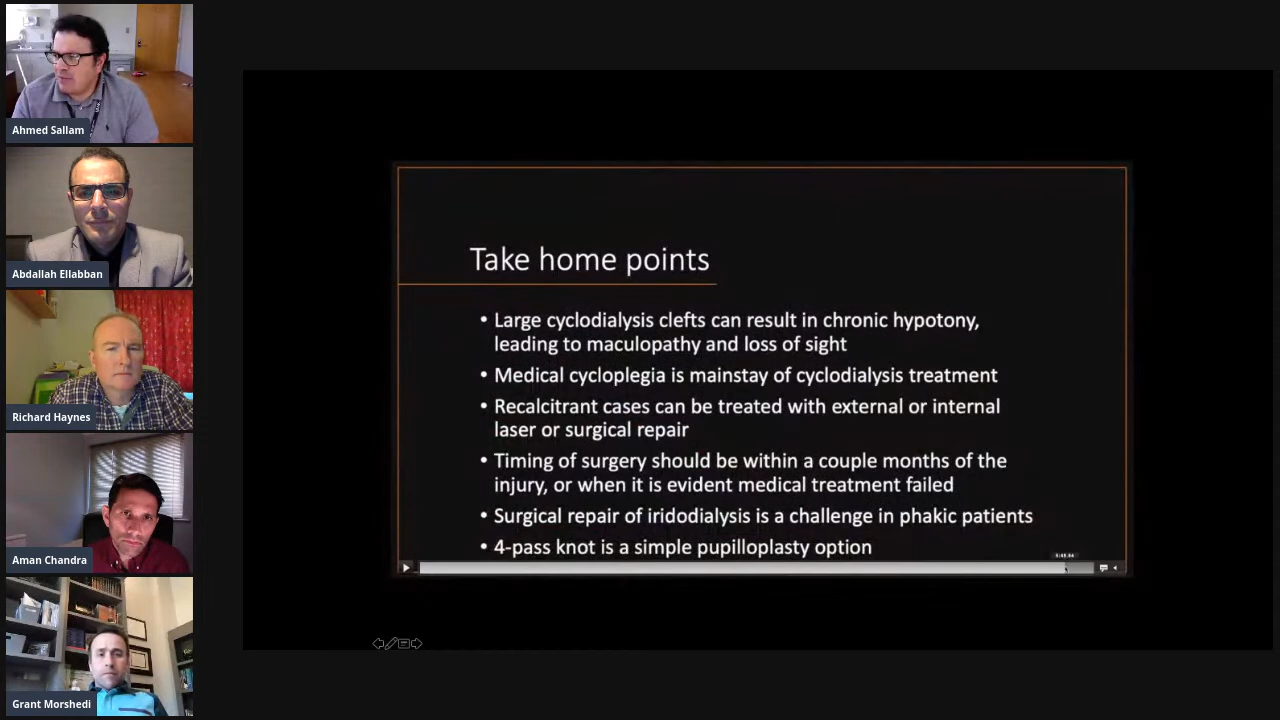 Ahmed Sallam
Abdallah Ellabban
Richard Haynes
Aman Chandra
Grant Morshedi
Take home points
• Large cyclodialysis clefts can result in chronic hypotony,
leading to maculopathy and loss of sight
• Medical cycloplegia is mainstay of cyclodialysis treatment
• Recalcitrant cases can be treated with external or internal
laser or surgical repair
• Timing of surgery should be within a couple months of the
injury, or when it is evident medical treatment failed
• Surgical repair of iridodialysis is a challenge in phakic patients
• 4-pass knot is a simple pupilloplasty option